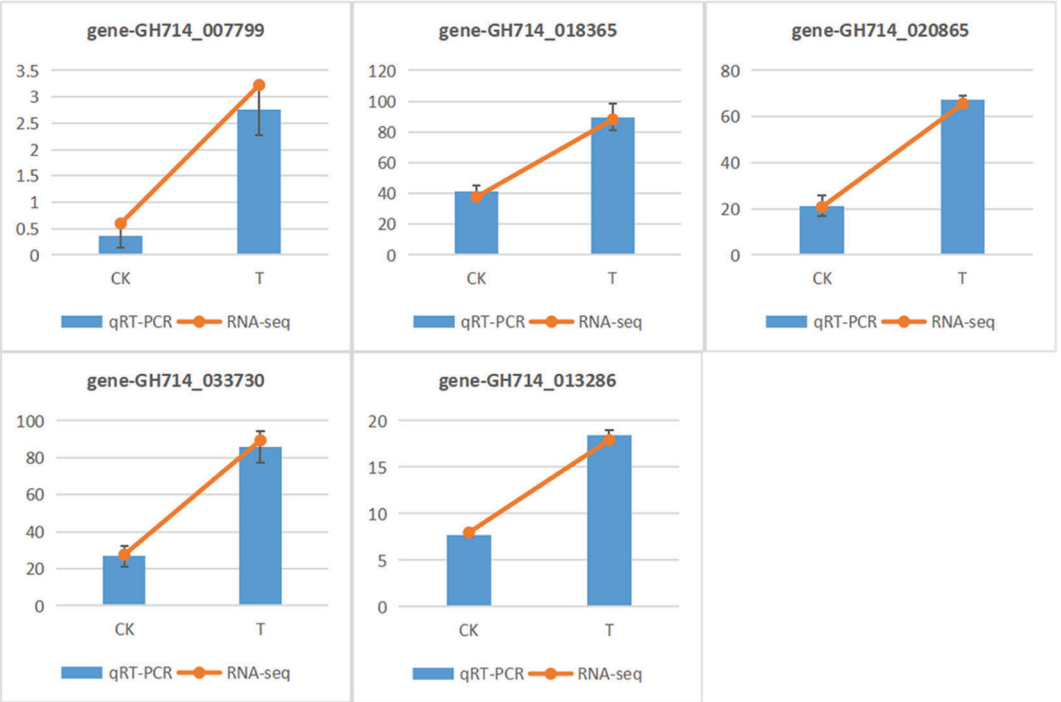 gene-GH714_007799
3.5
3
2.5
2
1.5
1
0.5
0
CK T
qRT-PCR RNA-seq
gene-GH714_018365
120
100
80
60
40
20
0
CK T
qRT-PCR RNA-seq
gene-GH714_020865
80
60
40
20
0
CK T
qRT-PCR RNA-seq
gene-GH714_033730
100
80
60
40
20
0
CK T
qRT-PCR RNA-seq
gene-GH714_013286
20
15
10
5
0
CK T
qRT-PCR RNA-seq